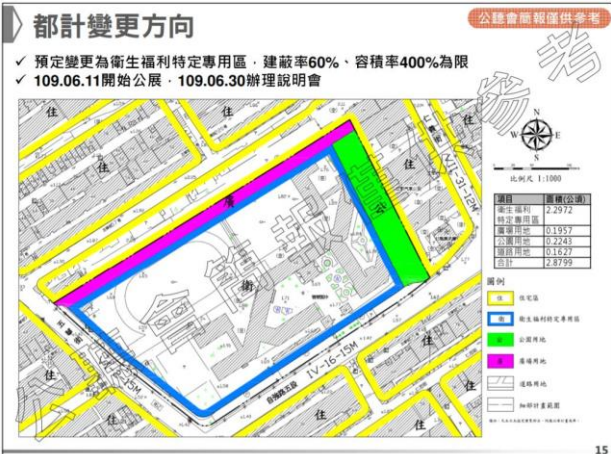 都計變更方向
公聽會簡報僅供參考
✓ 預定變更為衛生福利特定專用區，建蔽率60%、容積率400%為限
✓ 109.06.11開始公展，109.06.30辦理說明會
N
W
E
S
比例尺 1:1000
項目 面積(公頃)
衛生福利特定專用區 2.2972
廣場用地 0.1957
公園用地 0.2243
道路用地 0.1627
合計 2.8799
圖例
住 住宅區
衛 衛生福利特定專用區
公園用地
廣場用地
道路用地
細部計畫範圍
住
住
住
住
住
廣
衛
IV-16-15M
自強路五段
住
住
住
15